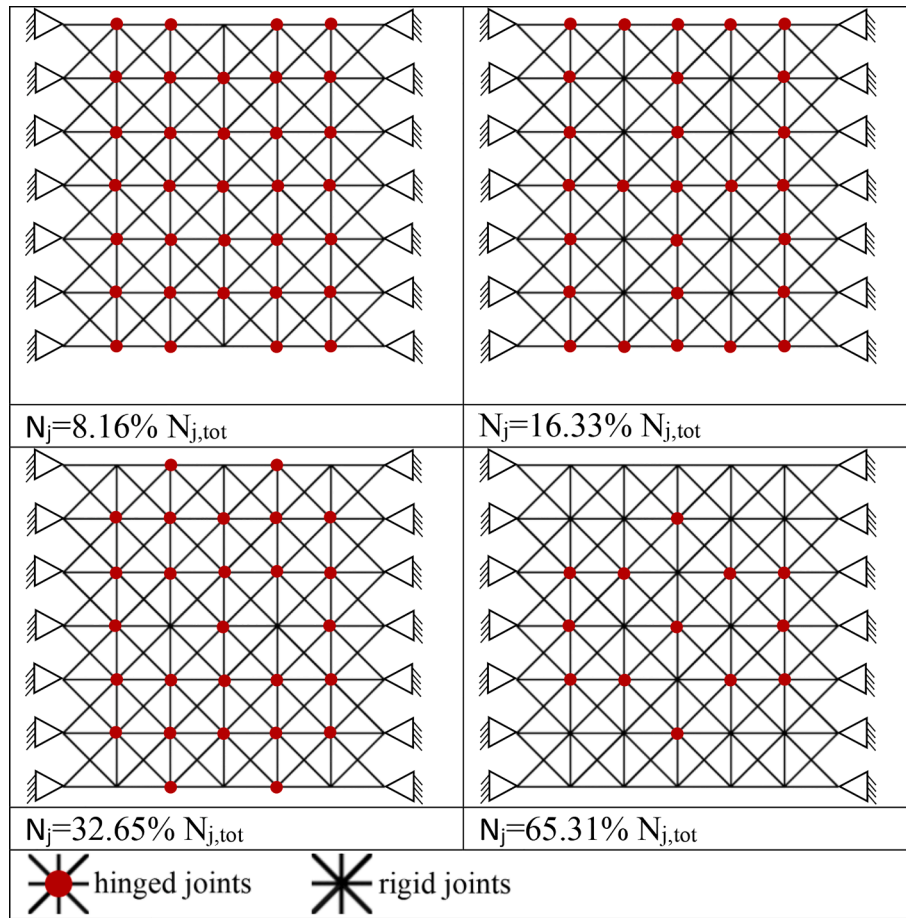 Nj=8.16% Nj,tot
Nj=16.33% Nj,tot
Nj=32.65% Nj,tot
Nj=65.31% Nj,tot
hinged joints
rigid joints